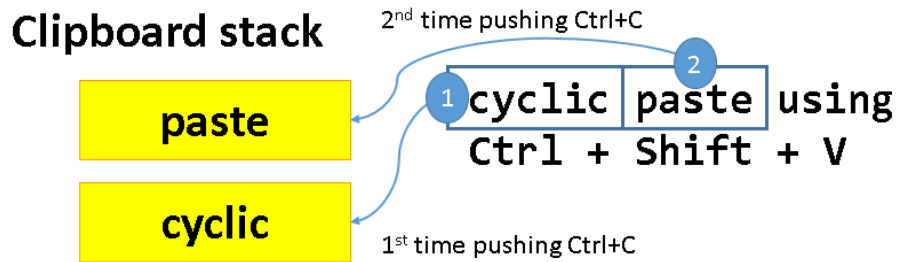 Clipboard stack
2nd time pushing Ctrl+C
paste
1 cyclic 2 paste using
Ctrl + Shift + V
cyclic
1st time pushing Ctrl+C